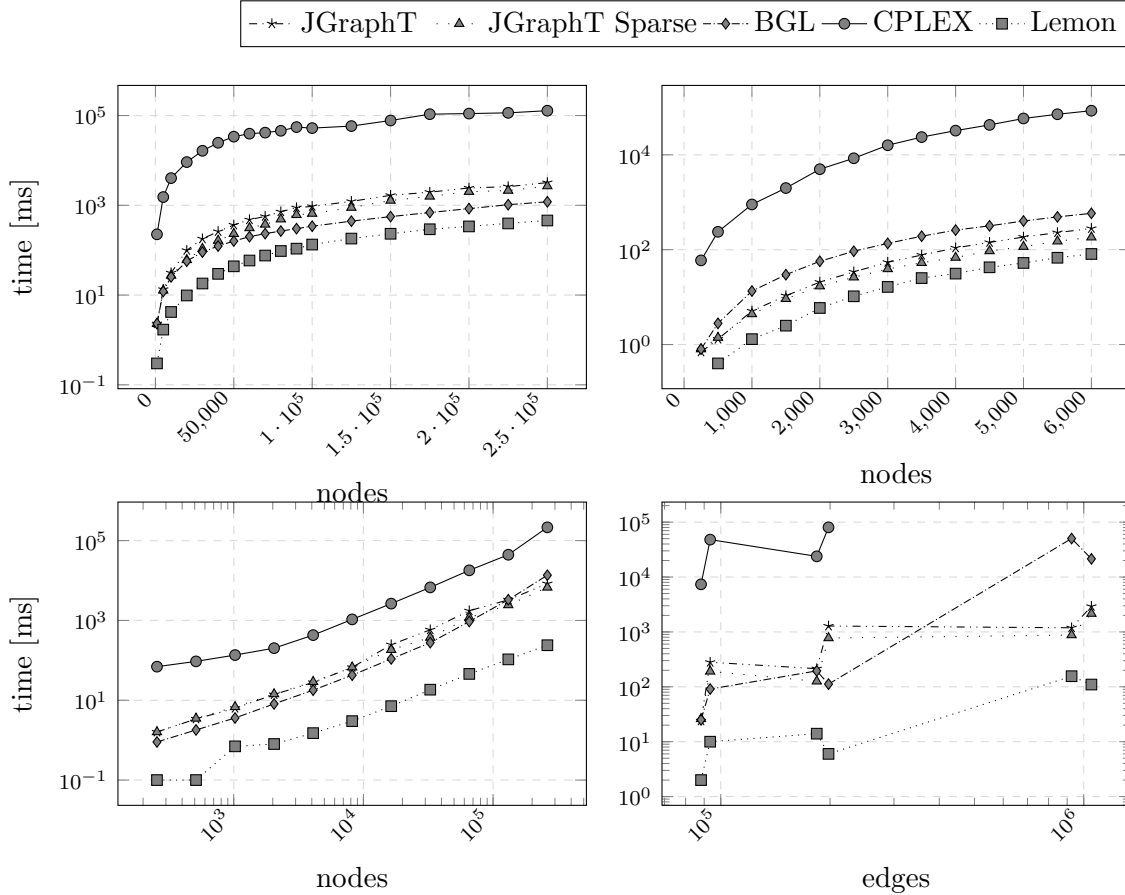 JGraphT JGraphT Sparse BGL CPLEX Lemon
time [ms]
10^5
10^3
10^1
10^−1
0
50,000
1 · 10^5
1.5 · 10^5
2 · 10^5
2.5 · 10^5
nodes
10^4
10^2
10^0
0
1,000
2,000
3,000
4,000
5,000
6,000
nodes
time [ms]
10^5
10^3
10^1
10^−1
10^3
10^4
10^5
nodes
10^5
10^4
10^3
10^2
10^1
10^0
10^5
10^6
edges